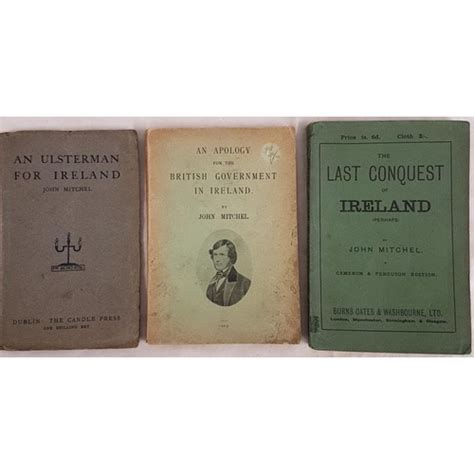 AN ULSTERMAN
FOR IRELAND
JOHN MITCHEL
DUBLIN: THE CANDLE PRESS
ONE SHILLING NET
AN APOLOGY
FOR THE
BRITISH GOVERNMENT
IN IRELAND.
BY
JOHN MITCHEL.
Price 1s. 6d. Cloth 2/-.
THE
LAST CONQUEST
OF
IRELAND
(PERHAPS)
BY
JOHN MITCHEL.
CAMERON & FERGUSON EDITION.
BURNS OATES & WASHBOURNE, LTD.
London, Manchester, Birmingham & Glasgow.